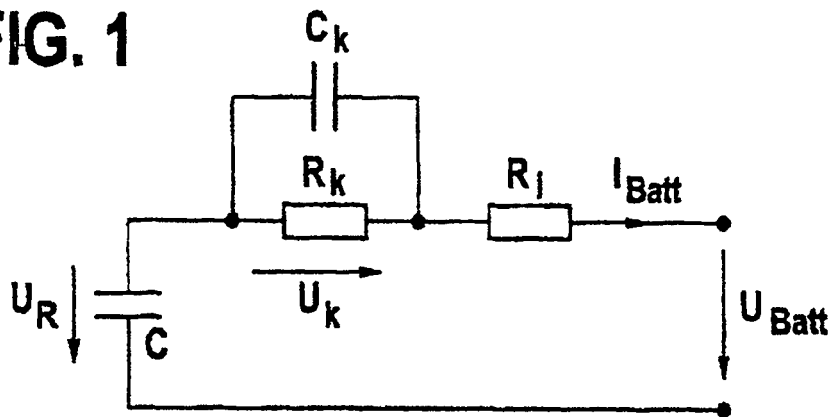 FIG. 1
C_k
R_k
R_i
I_Batt
U_R
C
U_k
U_Batt